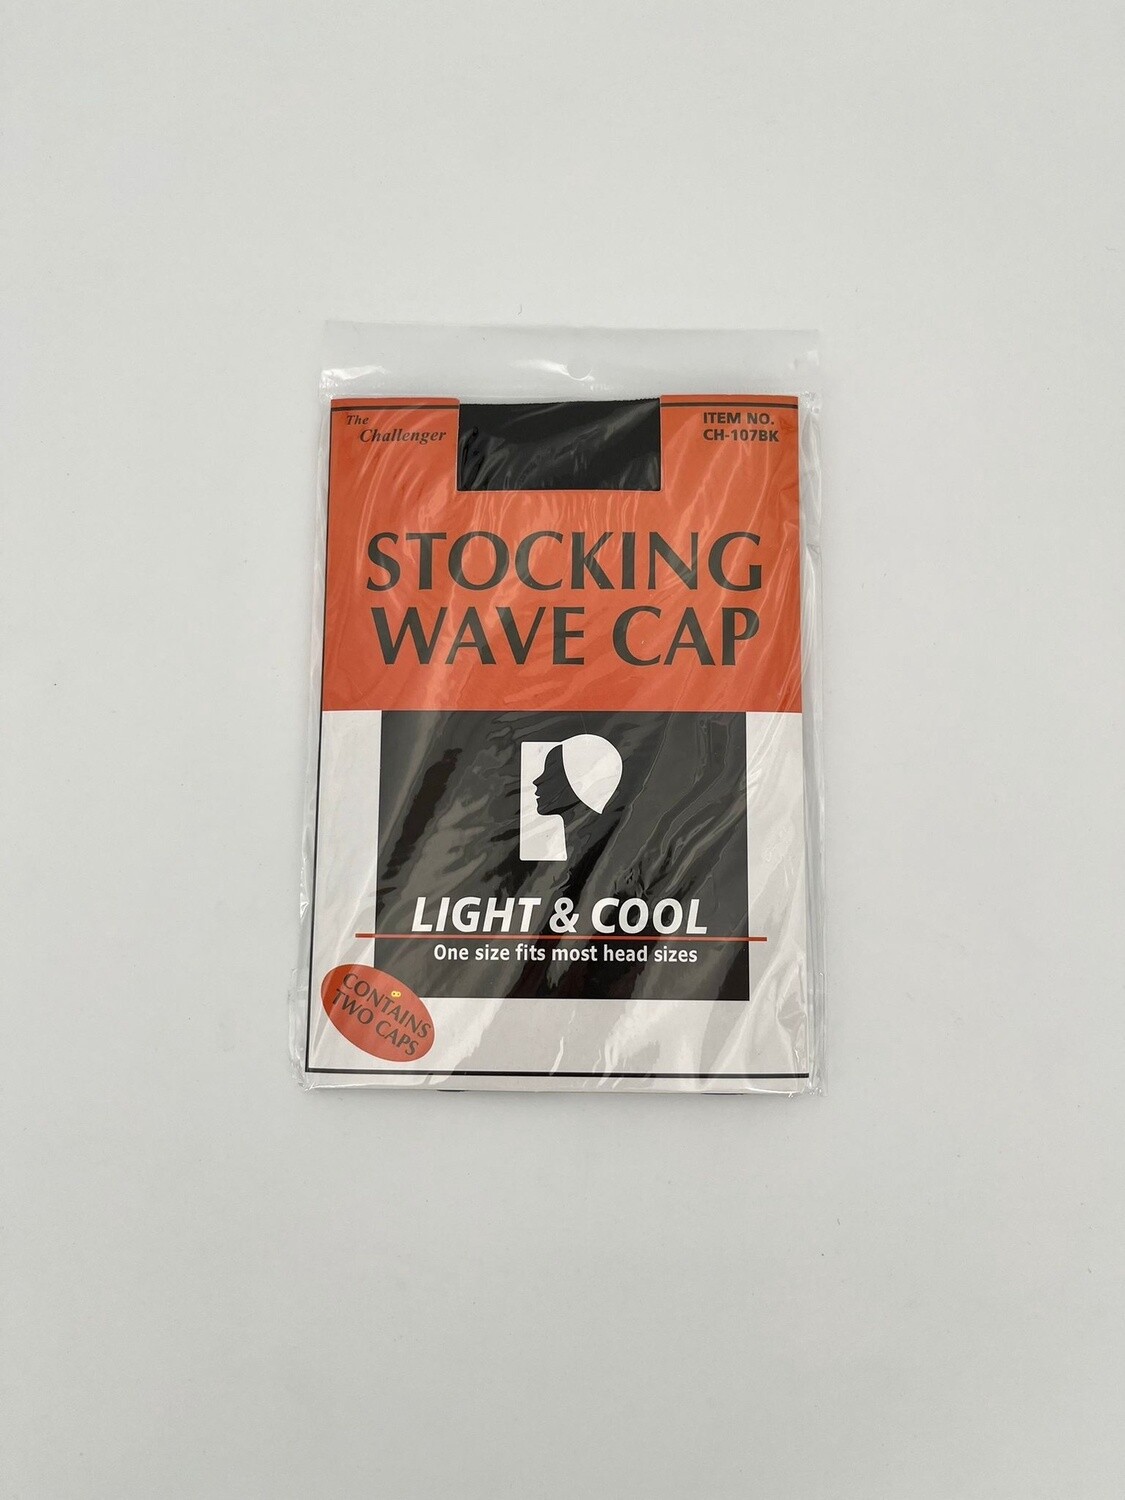 The
Challenger
ITEM NO.
CH-107BK
STOCKING
WAVE CAP
LIGHT & COOL
One size fits most head sizes
CONTAINS
TWO CAPS